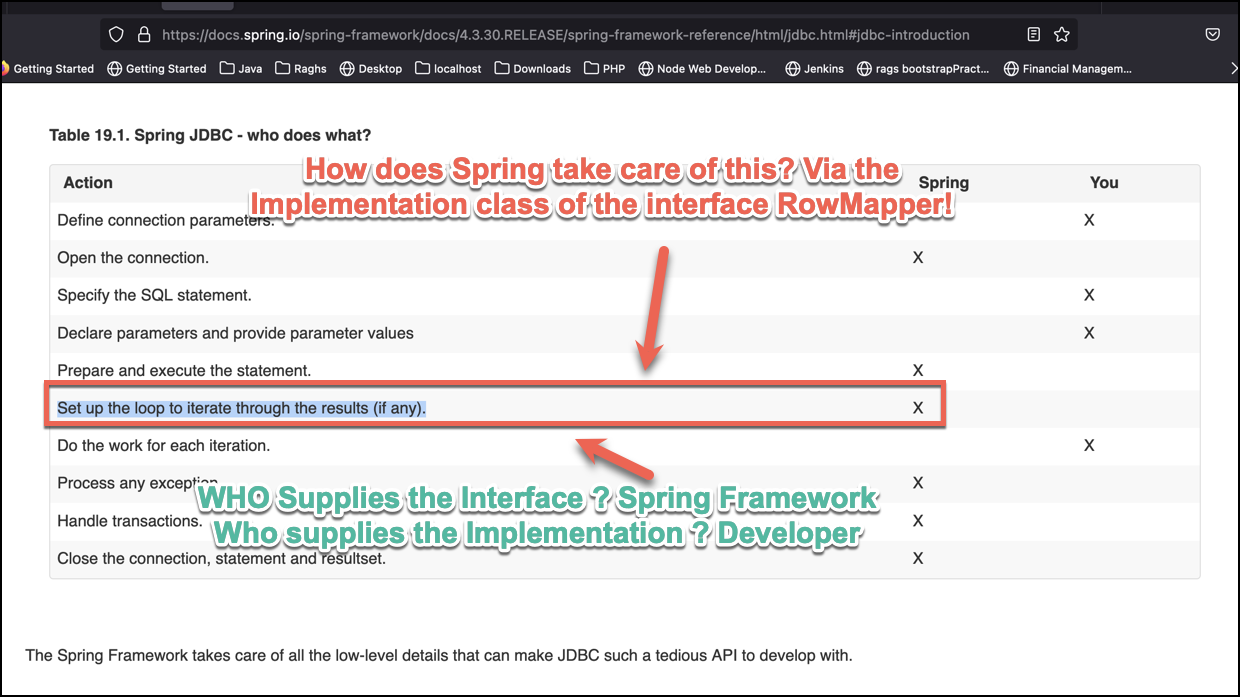 https://docs.spring.io/spring-framework/docs/4.3.30.RELEASE/spring-framework-reference/html/jdbc.html#jdbc-introduction
Getting Started Getting Started Java Raghs Desktop localhost Downloads PHP Node Web Develop... Jenkins rags bootstrapPract... Financial Managem...
Table 19.1. Spring JDBC - who does what?
How does Spring take care of this? Via the
Implementation class of the interface RowMapper!
Action Spring You
Define connection parameters. X
Open the connection. X
Specify the SQL statement. X
Declare parameters and provide parameter values X
Prepare and execute the statement. X
Set up the loop to iterate through the results (if any). X
Do the work for each iteration. X
Process any exception. X
WHO Supplies the Interface ? Spring Framework
Handle transactions. X
Who supplies the Implementation ? Developer
Close the connection, statement and resultset. X
The Spring Framework takes care of all the low-level details that can make JDBC such a tedious API to develop with.